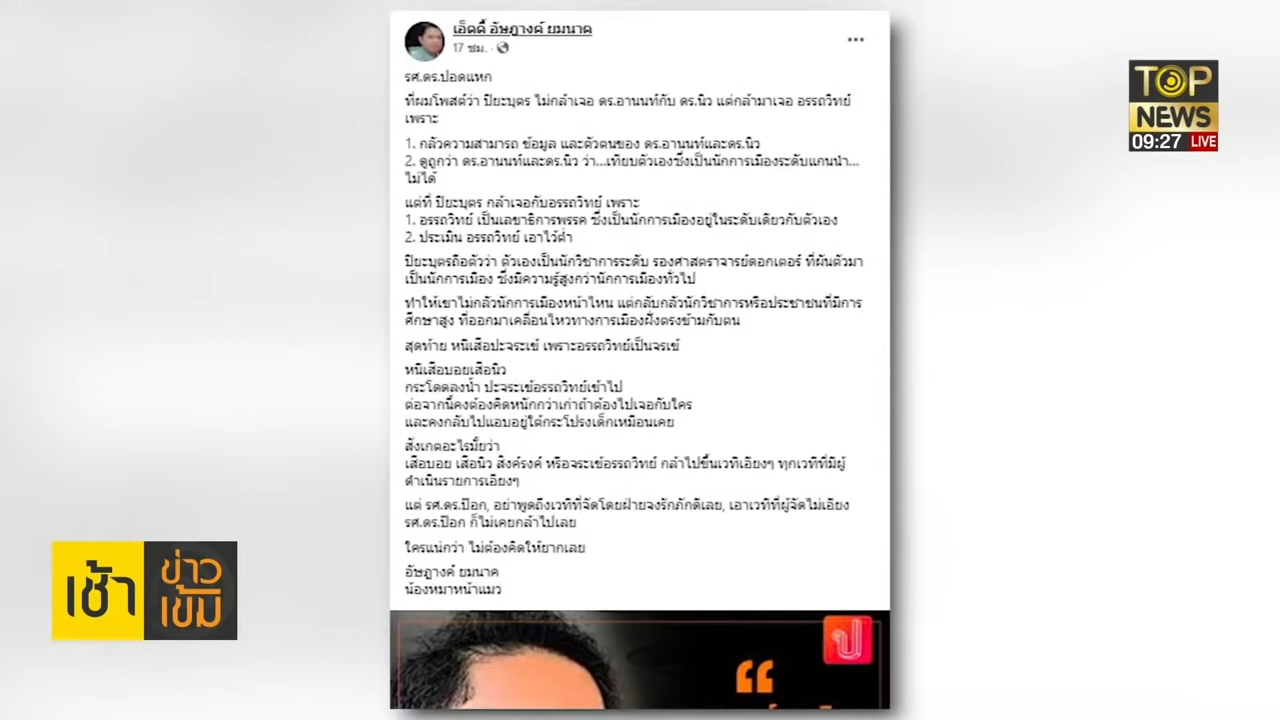 เอ็ดดี้ อัษฎางค์ ยมนาค
17 ชม.
รศ.ดร.ปอดแหก
ที่ผมโพสต์ว่า ปิยะบุตร ไม่กล้าเจอ ดร.อานนท์กับ ดร.นิว แต่กล้ามาเจอ อรรถวิทย์
เพราะ
1. กลัวความสามารถ ข้อมูล และตัวตนของ ดร.อานนท์และดร.นิว
2. ดูถูกว่า ดร.อานนท์และดร.นิว ว่า...เทียบตัวเองซึ่งเป็นนักการเมืองระดับแกนนำ...
ไม่ได้
แต่ที่ ปิยะบุตร กล้าเจอกับอรรถวิทย์ เพราะ
1. อรรถวิทย์ เป็นเลขาธิการพรรค ซึ่งเป็นนักการเมืองอยู่ในระดับเดียวกับตัวเอง
2. ประเมิน อรรถวิทย์ เอาไว้ต่ำ
ปิยะบุตรถือตัวว่า ตัวเองเป็นนักวิชาการระดับ รองศาสตราจารย์ดอกเตอร์ ที่ผันตัวมา
เป็นนักการเมือง ซึ่งมีความรู้สูงกว่านักการเมืองทั่วไป
ทำให้เขาไม่กลัวนักการเมืองหน้าไหน แต่กลับกลัวนักวิชาการหรือประชาชนที่มีการ
ศึกษาสูง ที่ออกมาเคลื่อนไหวทางการเมืองฝั่งตรงข้ามกับตน
สุดท้าย หนีเสือปะจระเข้ เพราะอรรถวิทย์เป็นจรเข้
หนีเสือบอยเสือนิว
กระโดดลงน้ำ ปะจระเข้อรรถวิทย์เข้าไป
ต่อจากนี้คงต้องคิดหนักกว่าเก่าถ้าต้องไปเจอกับใคร
และคงกลับไปแอบอยู่ใต้กระโปรงเด็กเหมือนเคย
สังเกตอะไรมั้ยว่า
เสือบอย เสือนิว สิงค์รงค์ หรือจระเข้อรรถวิทย์ กล้าไปขึ้นเวทีเอียงๆ ทุกเวทีที่มีผู้
ดำเนินรายการเอียงๆ
แต่ รศ.ดร.ป๊อก, อย่าพูดถึงเวทีที่จัดโดยฝ่ายจงรักภักดีเลย, เอาเวทีที่ผู้จัดไม่เอียง
รศ.ดร.ป๊อก ก็ไม่เคยกล้าไปเลย
ใครแน่กว่า ไม่ต้องคิดให้ยากเลย
อัษฎางค์ ยมนาค
น้องหมาหน้าแมว
ป
TOP
NEWS
09:27 LIVE
เช้า
ข่าว
เข้ม